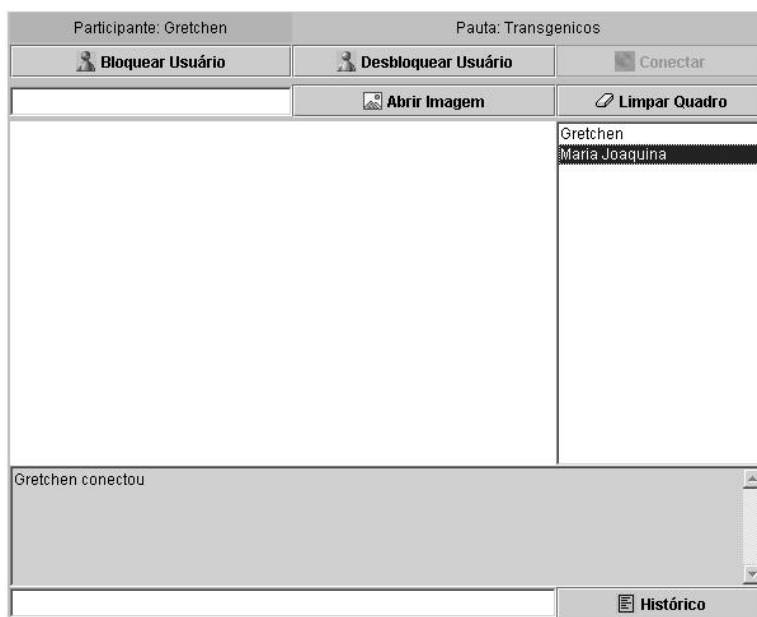 Participante: Gretchen Pauta: Transgenicos
Bloquear Usuário Desbloquear Usuário Conectar
Abrir Imagem Limpar Quadro
Gretchen
Maria Joaquina
Gretchen conectou
Histórico